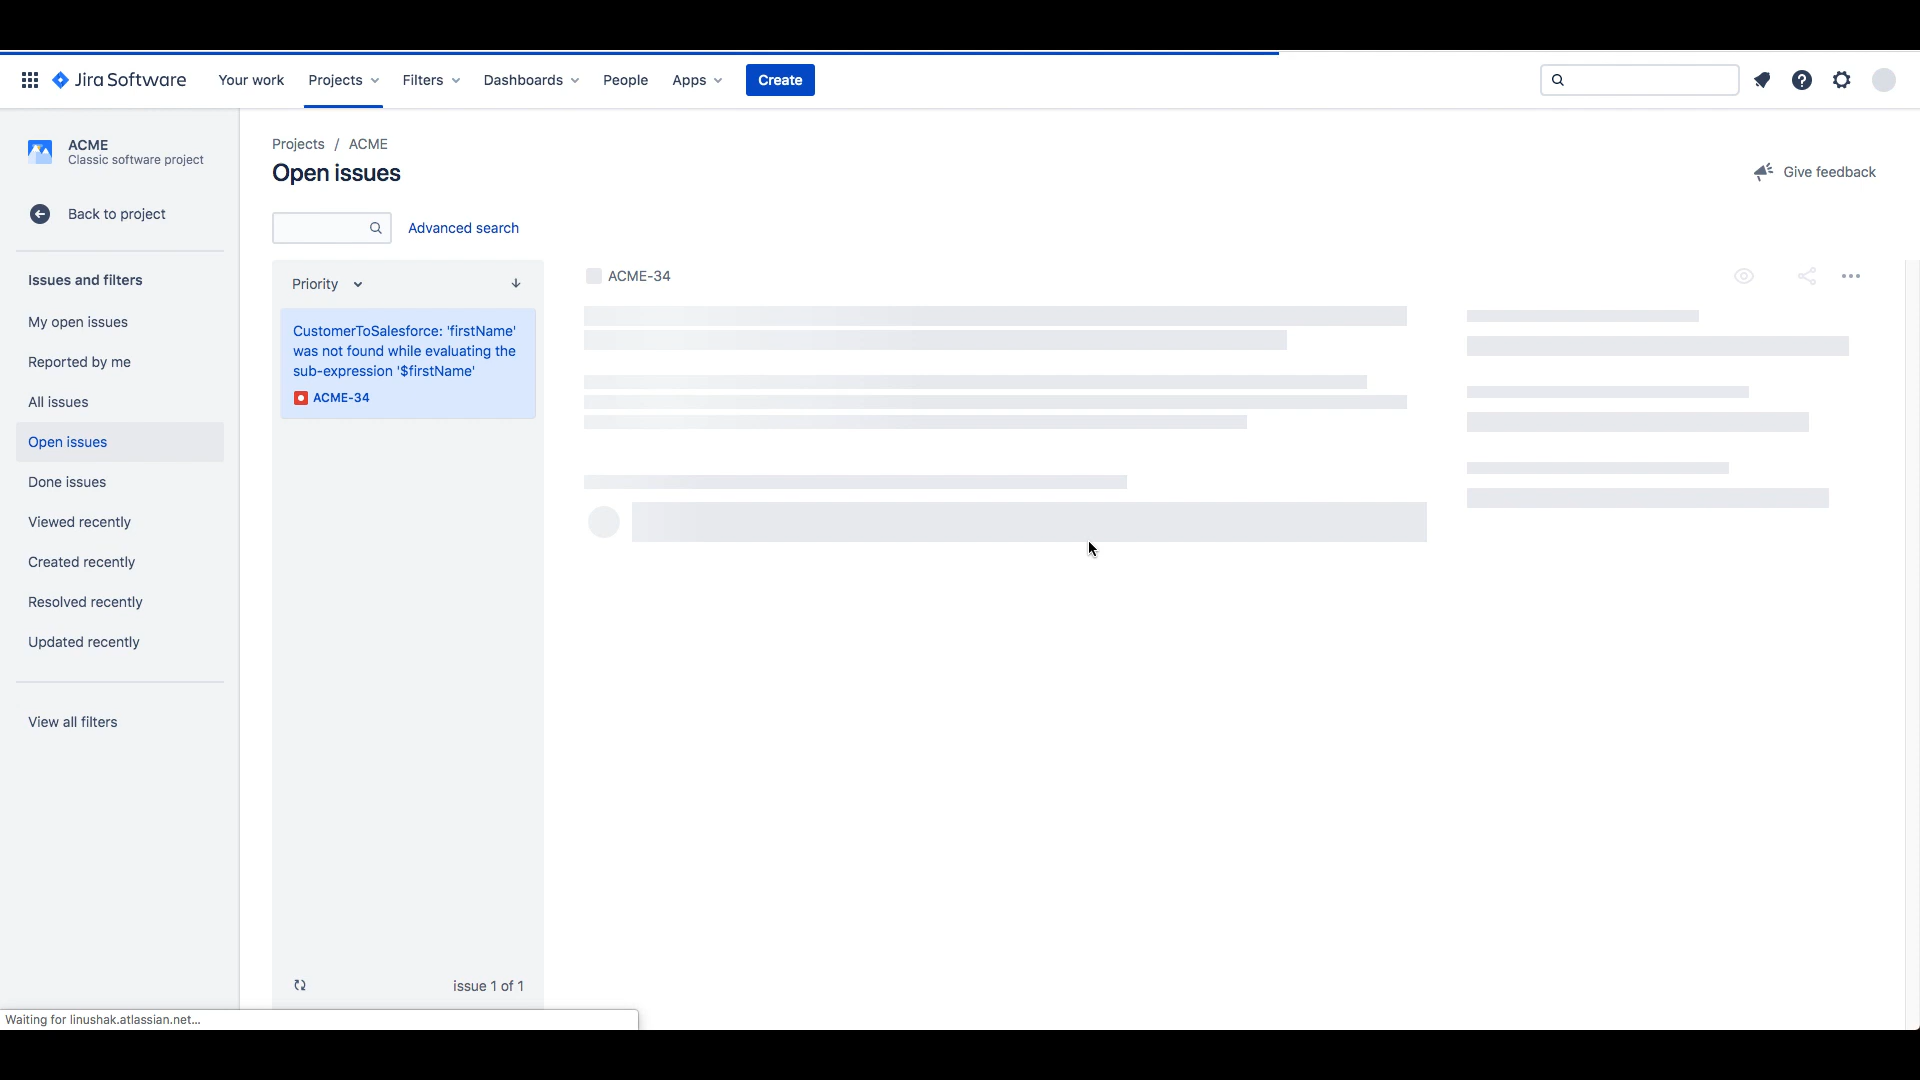 Jira Software Your work Projects Filters Dashboards People Apps Create
ACME
Classic software project
Back to project
Issues and filters
My open issues
Reported by me
All issues
Open issues
Done issues
Viewed recently
Created recently
Resolved recently
Updated recently
View all filters
Projects / ACME
Open issues
Give feedback
Advanced search
Priority
CustomerToSalesforce: 'firstName'
was not found while evaluating the
sub-expression '$firstName'
ACME-34
issue 1 of 1
ACME-34
Waiting for linushak.atlassian.net...